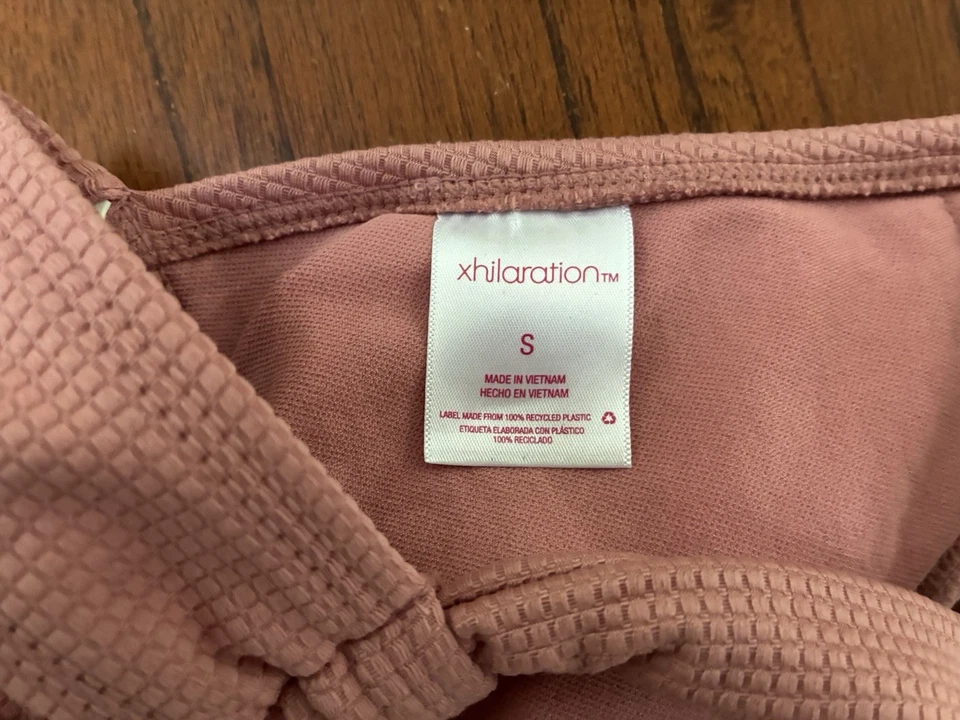 xhilaration™
S
MADE IN VIETNAM
HECHO EN VIETNAM
LABEL MADE FROM 100% RECYCLED PLASTIC
ETIQUETA ELABORADA CON PLÁSTICO
100% RECICLADO